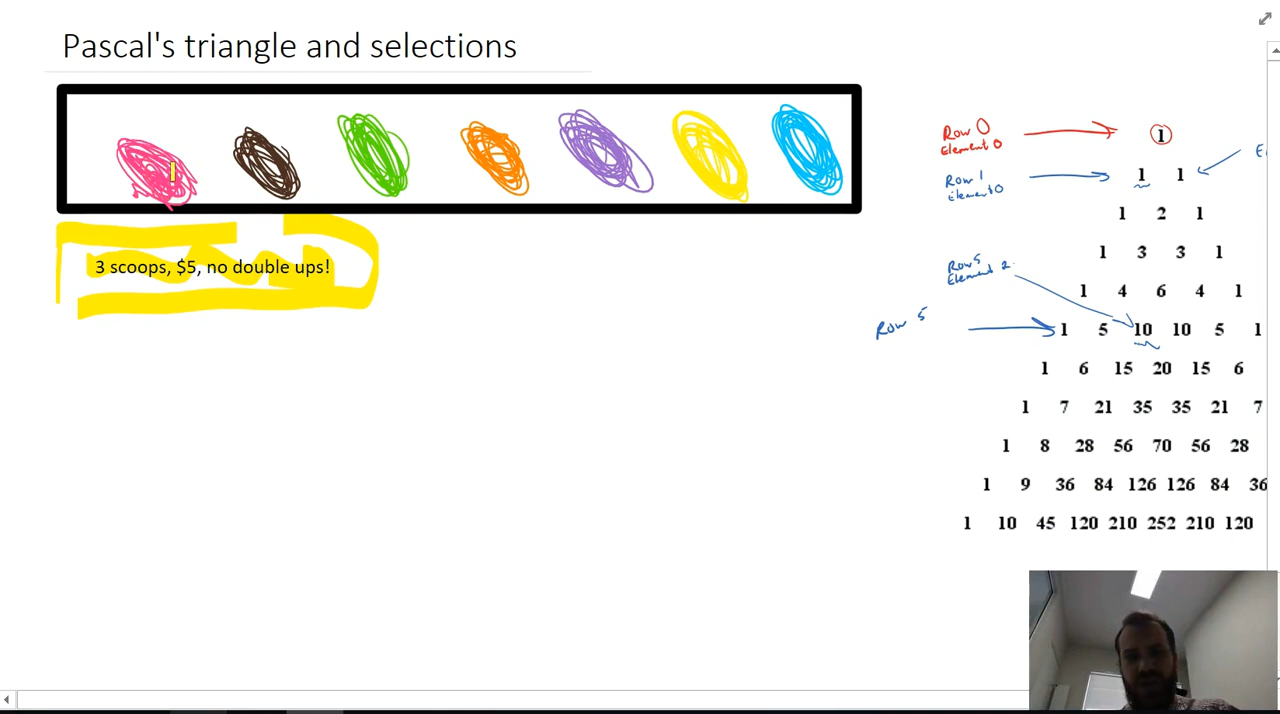 Pascal's triangle and selections
3 scoops, $5, no double ups!
Row 0
Element 0
1
Row 1
Element 0
1 1
1 2 1
1 3 3 1
Row 5
Element 2
1 4 6 4 1
Row 5
1 5 10 10 5 1
1 6 15 20 15 6
1 7 21 35 35 21 7
1 8 28 56 70 56 28
1 9 36 84 126 126 84 36
1 10 45 120 210 252 210 120